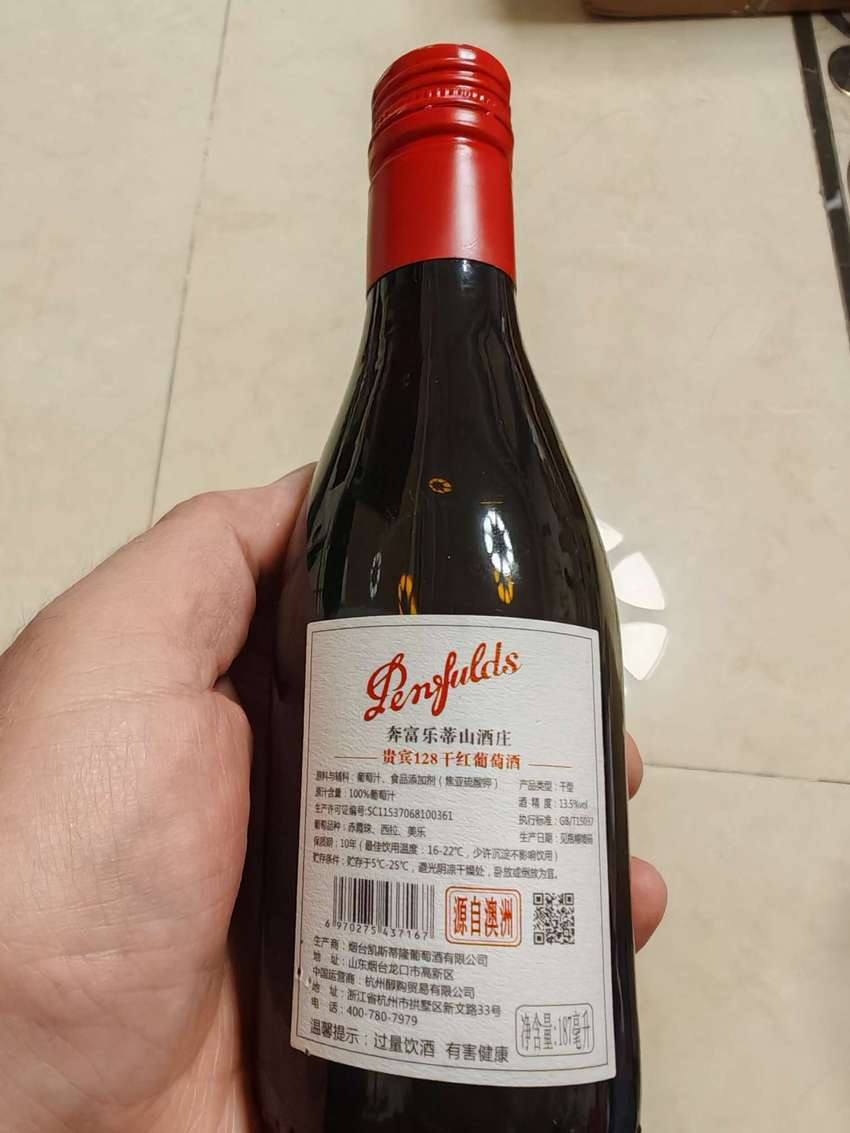 Penfulds
奔富乐蒂山酒庄
贵宾128干红葡萄酒
原料与辅料：葡萄汁、食品添加剂（焦亚硫酸钾）
产品类型：干型
原汁含量：100%葡萄汁
酒 精 度：13.5%vol
生产许可证编号:SC11537068100361
执行标准：GB/T15037
葡萄品种：赤霞珠、西拉、美乐
生产日期：见瓶帽喷码
保质期：10年（最佳饮用温度：16-22℃，少许沉淀不影响饮用）
贮存条件：贮存于5℃-25℃，避光阴凉干燥处，卧放或倒放为宜。
6 970275 437167
源自澳洲
生产商：烟台凯斯蒂隆葡萄酒有限公司
地 址：山东烟台龙口市高新区
中国运营商：杭州醇购贸易有限公司
地 址：浙江省杭州市拱墅区新文路33号
电 话：400-780-7979
净含量:187毫升
温馨提示：过量饮酒 有害健康